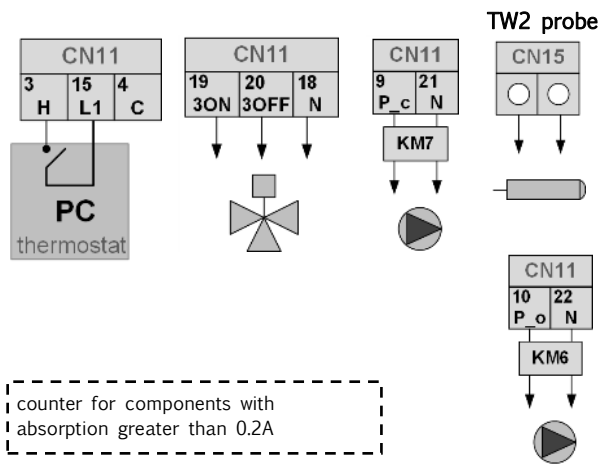 TW2 probe
CN11
3 15 4
H L1 C
PC
thermostat
CN11
19 20 18
3ON 3OFF N
CN11
9 21
P_c N
KM7
CN15
CN11
10 22
P_o N
KM6
counter for components with
absorption greater than 0.2A